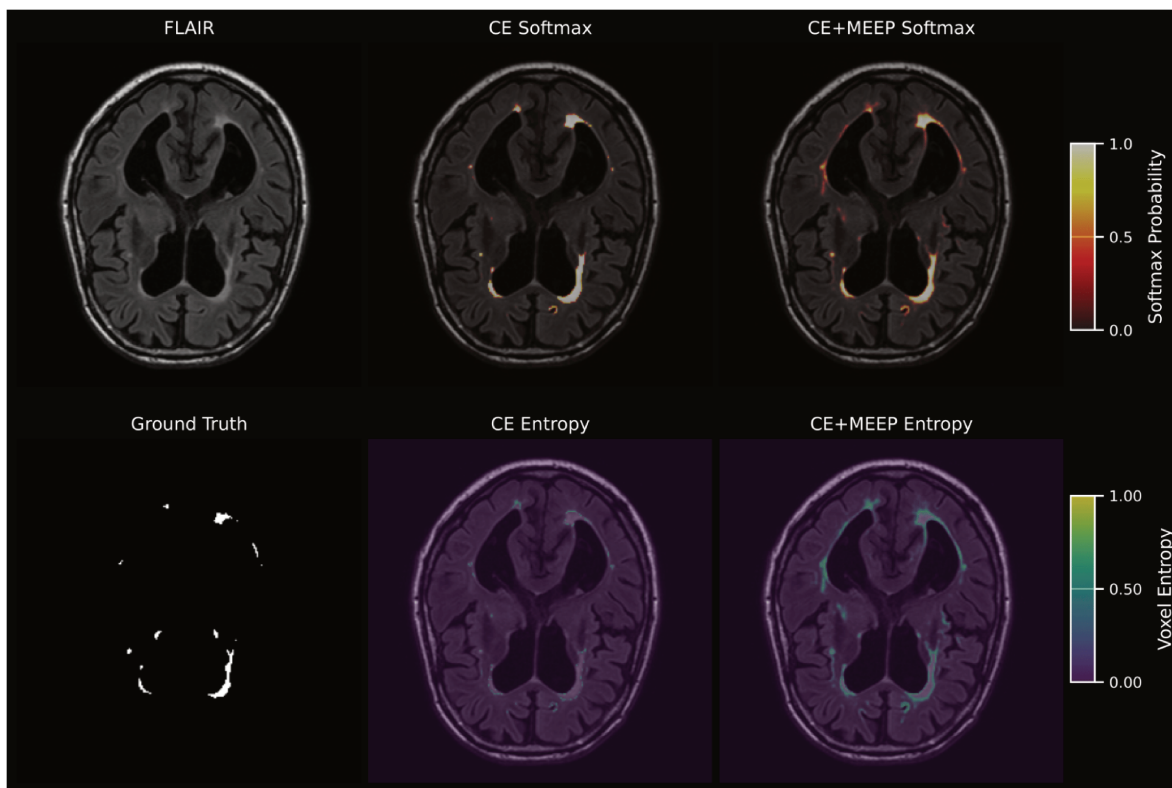 FLAIR
CE Softmax
CE+MEEP Softmax
1.0
0.5
0.0
Softmax Probability
Ground Truth
CE Entropy
CE+MEEP Entropy
1.00
0.50
0.00
Voxel Entropy